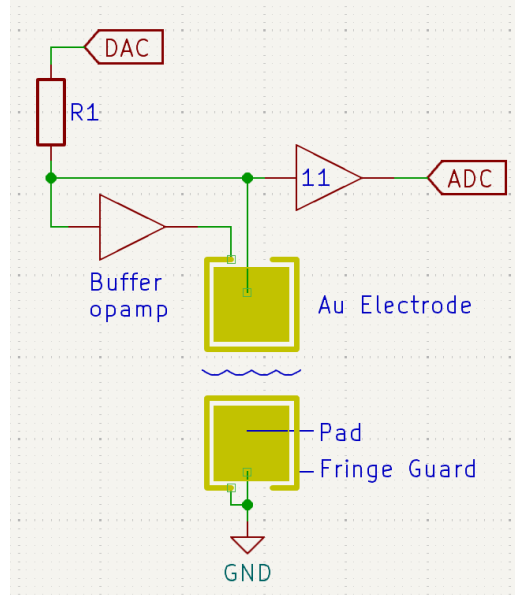 DAC
R1
11
ADC
Buffer
opamp
Au Electrode
Pad
Fringe Guard
GND